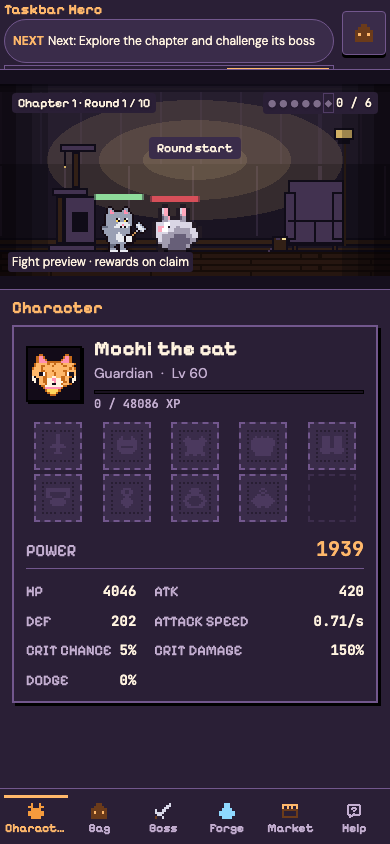 Taskbar Hero
NEXT Next: Explore the chapter and challenge its boss
Chapter 1 · Round 1 / 10
0 / 6
Round start
Fight preview · rewards on claim
Character
Mochi the cat
Guardian · Lv 60
0 / 48086 XP
POWER 1939
HP 4046 ATK 420
DEF 202 ATTACK SPEED 0.71/s
CRIT CHANCE 5% CRIT DAMAGE 150%
DODGE 0%
Charact… Bag Boss Forge Market Help